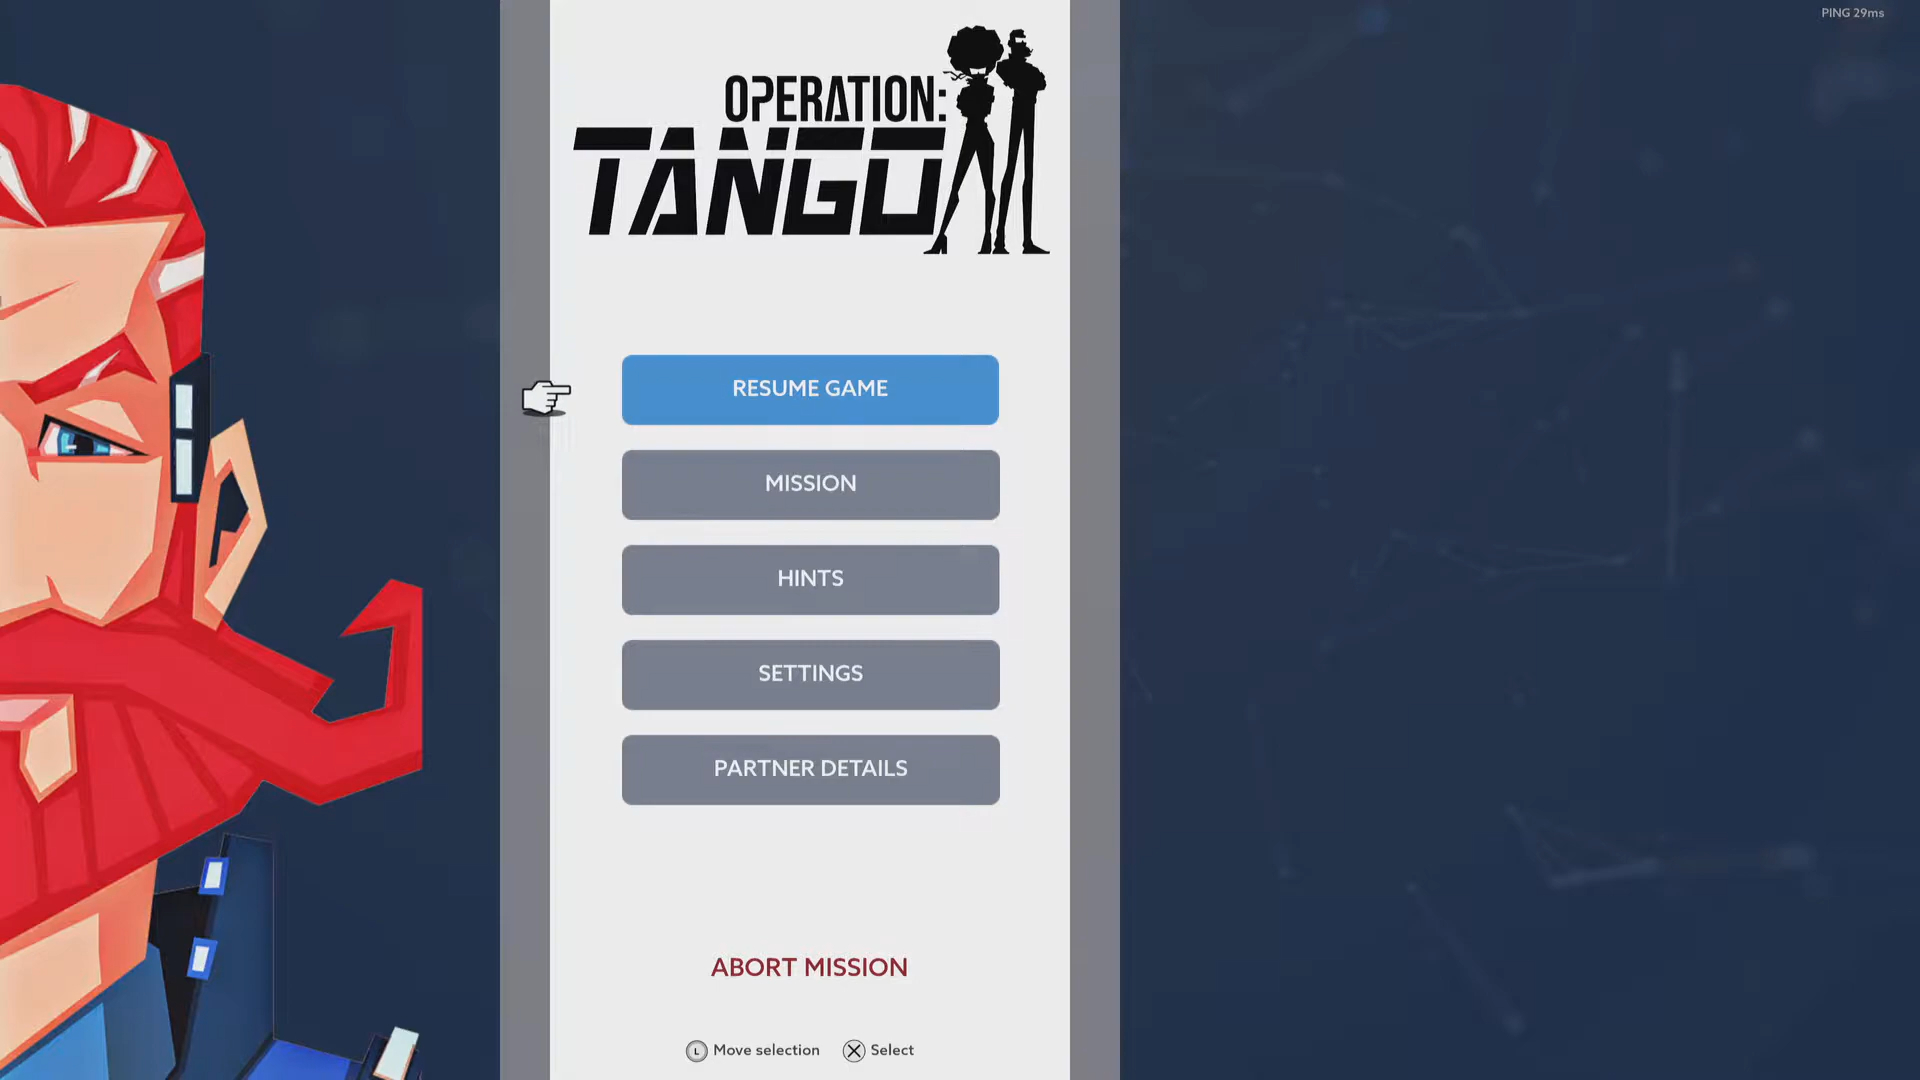 PING 29ms
OPERATION:
TANGO
RESUME GAME
MISSION
HINTS
SETTINGS
PARTNER DETAILS
ABORT MISSION
L Move selection X Select